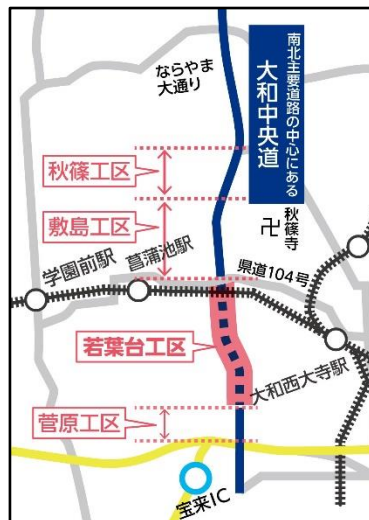 ならやま
大通り
南北主要道路の中心にある
大和中央道
秋篠工区
敷島工区
卍
秋篠寺
学園前駅
菖蒲池駅
県道104号
若葉台工区
大和西大寺駅
菅原工区
宝来IC